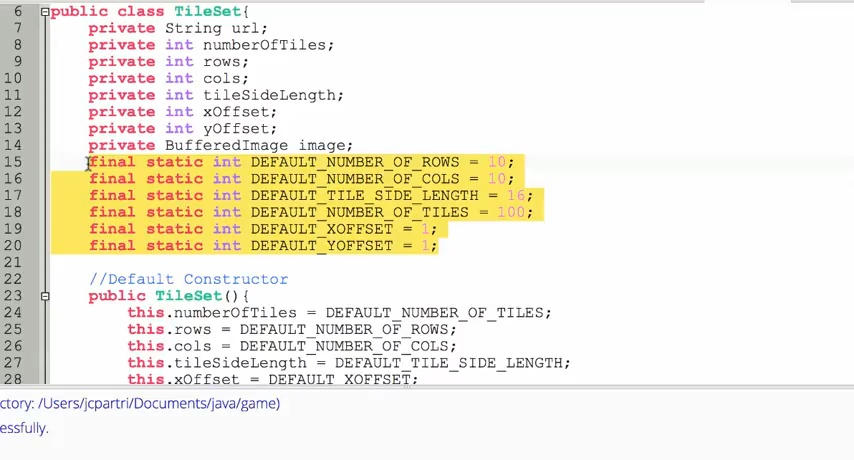 6 public class TileSet{
7 private String url;
8 private int numberOfTiles;
9 private int rows;
10 private int cols;
11 private int tileSideLength;
12 private int xOffset;
13 private int yOffset;
14 private BufferedImage image;
15 final static int DEFAULT_NUMBER_OF_ROWS = 10;
16 final static int DEFAULT_NUMBER_OF_COLS = 10;
17 final static int DEFAULT_TILE_SIDE_LENGTH = 16;
18 final static int DEFAULT_NUMBER_OF_TILES = 100;
19 final static int DEFAULT_XOFFSET = 1;
20 final static int DEFAULT_YOFFSET = 1;
21
22 //Default Constructor
23 public TileSet(){
24 this.numberOfTiles = DEFAULT_NUMBER_OF_TILES;
25 this.rows = DEFAULT_NUMBER_OF_ROWS;
26 this.cols = DEFAULT_NUMBER_OF_COLS;
27 this.tileSideLength = DEFAULT_TILE_SIDE_LENGTH;
28 this.xOffset = DEFAULT_XOFFSET;
ctory: /Users/jcpartri/Documents/java/game)
essfully.